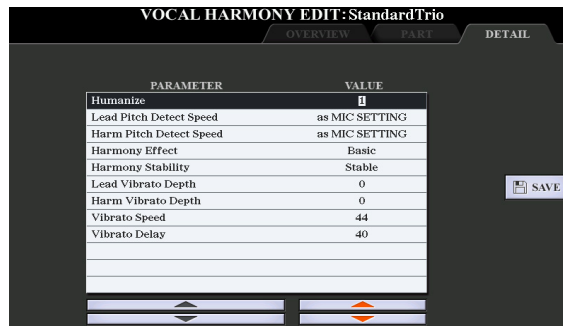 VOCAL HARMONY EDIT:StandardTrio
OVERVIEW PART DETAIL
PARAMETER VALUE
Humanize 1
Lead Pitch Detect Speed as MIC SETTING
Harm Pitch Detect Speed as MIC SETTING
Harmony Effect Basic
Harmony Stability Stable
Lead Vibrato Depth 0
Harm Vibrato Depth 0
Vibrato Speed 44
Vibrato Delay 40
SAVE